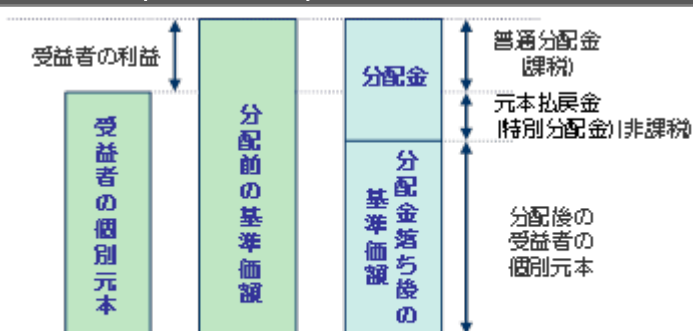 受益者の利益
受益者の個別元本
分配前の基準価額
分配金
分配金落ち後の
基準価額
普通分配金
(課税)
元本払戻金
(特別分配金)(非課税)
分配後の
受益者の
個別元本